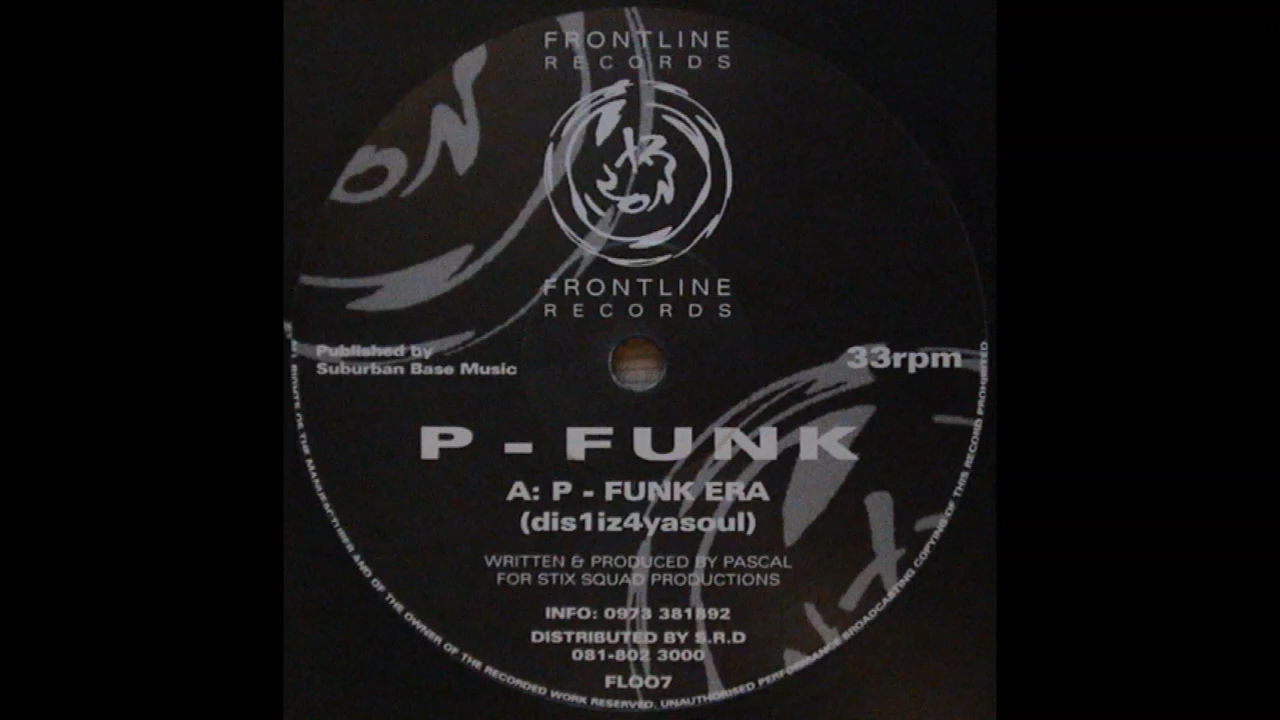 FRONTLINE
RECORDS
ON
FRONTLINE
RECORDS
Published by
Suburban Base Music
33rpm
P - FUNK
A: P - FUNK ERA
(dis1iz4yasoul)
WRITTEN & PRODUCED BY PASCAL
FOR STIX SQUAD PRODUCTIONS
INFO: 0973 381892
DISTRIBUTED BY S.R.D
081-802 3000
FLOO7
RIGHTS OF THE MANUFACTURER AND OF THE OWNER OF THE RECORDED WORK RESERVED. UNAUTHORISED PERFORMANCE BROADCASTING COPYING OF THIS RECORD PROHIBITED.